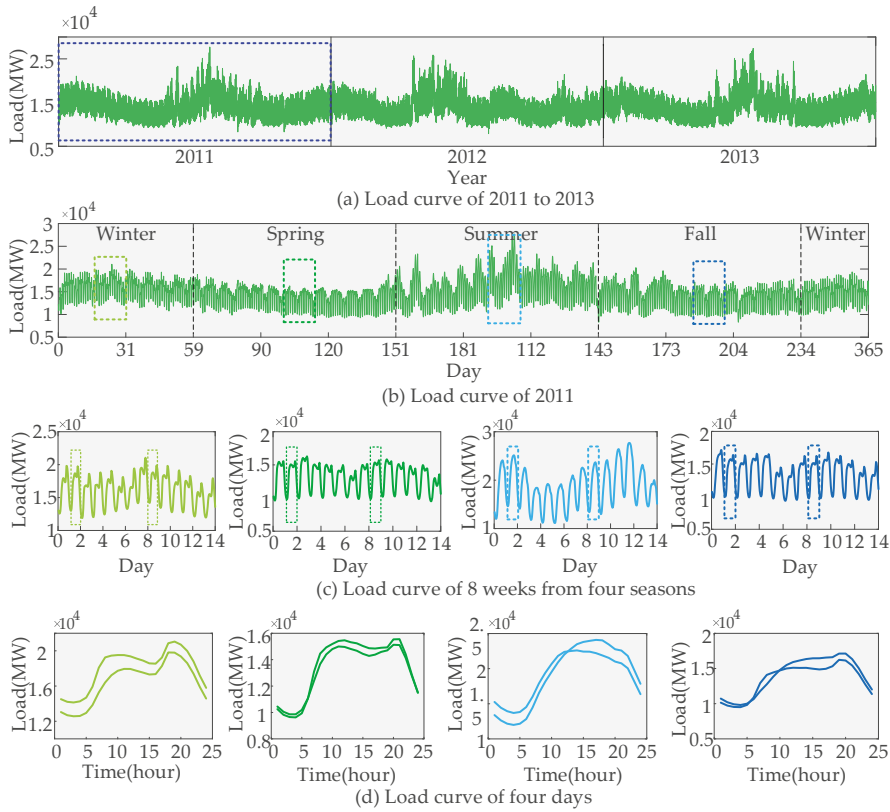 ×10⁴
Load(MW)
2.5
1.5
0.5
2011
2012
2013
Year
(a) Load curve of 2011 to 2013
×10⁴
Load(MW)
3
2.5
2
1.5
1
0.5
Winter
Spring
Summer
Fall
Winter
0 31 59 90 120 151 181 112 143 173 204 234 365
Day
(b) Load curve of 2011
×10⁴
Load(MW)
2.5
2
1.5
1
0 2 4 6 8 10 12 14
Day
×10⁴
Load(MW)
2
1.5
1
0.5
0 2 4 6 8 10 12 14
Day
×10⁴
Load(MW)
3
2
1
0 2 4 6 8 10 12 14
Day
×10⁴
Load(MW)
2
1.5
1
0.5
0 2 4 6 8 10 12 14
Day
(c) Load curve of 8 weeks from four seasons
×10⁴
Load(MW)
2
1.6
1.2
0 5 10 15 20 25
Time(hour)
×10⁴
Load(MW)
1.6
1.4
1.2
1.0
0.8
0 5 10 15 20 25
Time(hour)
×10⁴
Load(MW)
2.
5
2
5
1.
5
1
0 5 10 15 20 25
Time(hour)
×10⁴
Load(MW)
2
1.5
1
0.5
0 5 10 15 20 25
Time(hour)
(d) Load curve of four days